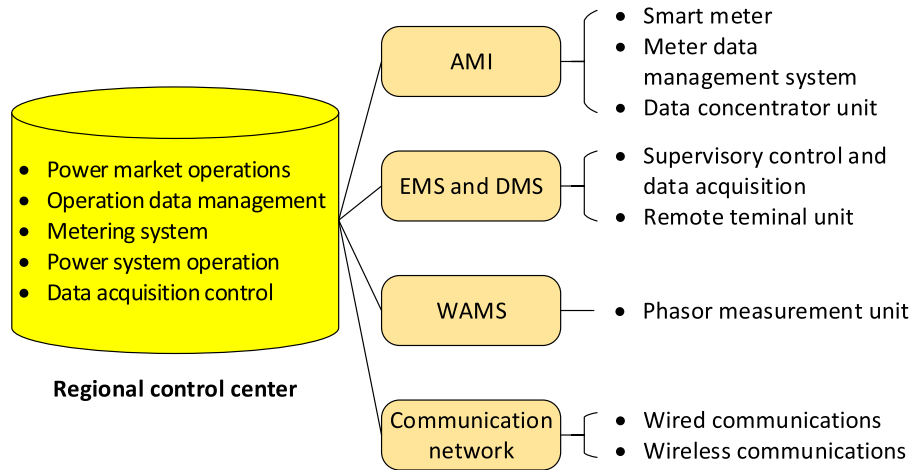 • Power market operations
• Operation data management
• Metering system
• Power system operation
• Data acquisition control
Regional control center
AMI
• Smart meter
• Meter data
management system
• Data concentrator unit
EMS and DMS
• Supervisory control and
data acquisition
• Remote teminal unit
WAMS
• Phasor measurement unit
Communication
network
• Wired communications
• Wireless communications